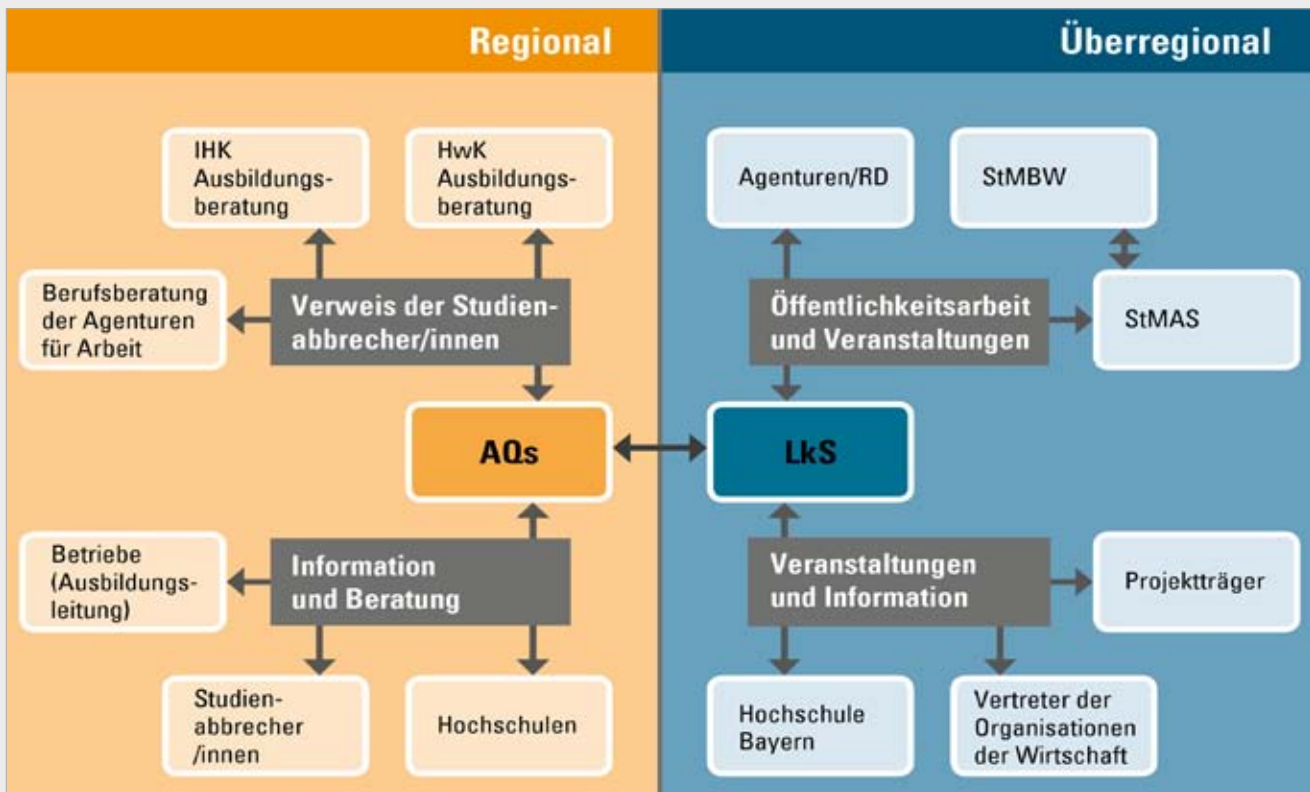 Regional
Überregional
IHK
Ausbildungs-
beratung
HwK
Ausbildungs-
beratung
Agenturen/RD
StMBW
Berufsberatung
der Agenturen
für Arbeit
Verweis der Studien-
abbrecher/innen
Öffentlichkeitsarbeit
und Veranstaltungen
StMAS
AQs
LkS
Betriebe
(Ausbildungs-
leitung)
Information
und Beratung
Veranstaltungen
und Information
Projektträger
Studien-
abbrecher
/innen
Hochschulen
Hochschule
Bayern
Vertreter der
Organisationen
der Wirtschaft